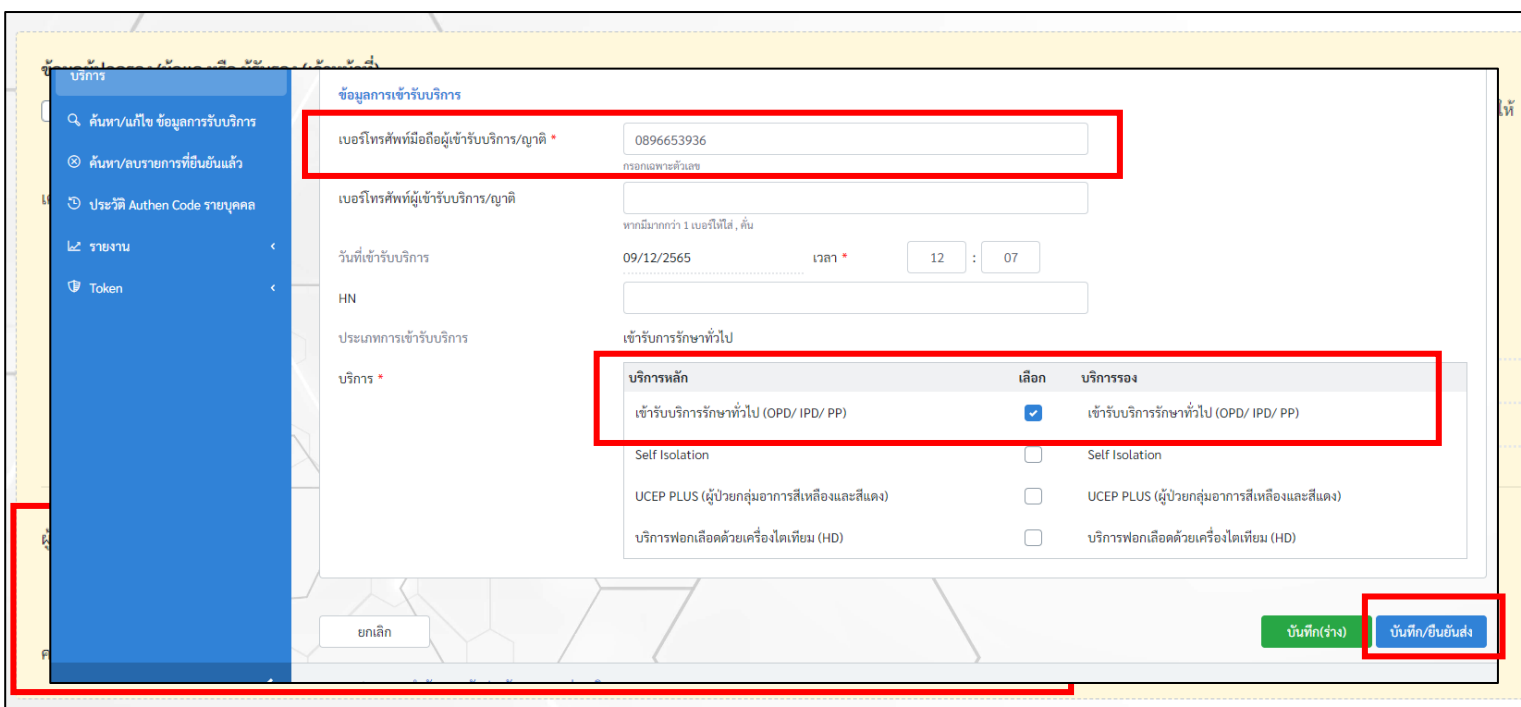 บริการ
ค้นหา/แก้ไข ข้อมูลการรับบริการ
ค้นหา/ลบรายการที่ยืนยันแล้ว
ประวัติ Authen Code รายบุคคล
รายงาน
Token
ข้อมูลการเข้ารับบริการ
เบอร์โทรศัพท์มือถือผู้เข้ารับบริการ/ญาติ * 0896653936
กรอกเฉพาะตัวเลข
เบอร์โทรศัพท์ผู้เข้ารับบริการ/ญาติ
หากมีมากกว่า 1 เบอร์ให้ใส่ , คั่น
วันที่เข้ารับบริการ 09/12/2565 เวลา * 12 : 07
HN
ประเภทการเข้ารับบริการ เข้ารับการรักษาทั่วไป
บริการ * บริการหลัก เลือก บริการรอง
เข้ารับบริการรักษาทั่วไป (OPD/ IPD/ PP) เข้ารับบริการรักษาทั่วไป (OPD/ IPD/ PP)
Self Isolation Self Isolation
UCEP PLUS (ผู้ป่วยกลุ่มอาการสีเหลืองและสีแดง) UCEP PLUS (ผู้ป่วยกลุ่มอาการสีเหลืองและสีแดง)
บริการฟอกเลือดด้วยเครื่องไตเทียม (HD) บริการฟอกเลือดด้วยเครื่องไตเทียม (HD)
ยกเลิก บันทึก(ร่าง) บันทึก/ยืนยันส่ง
ให้